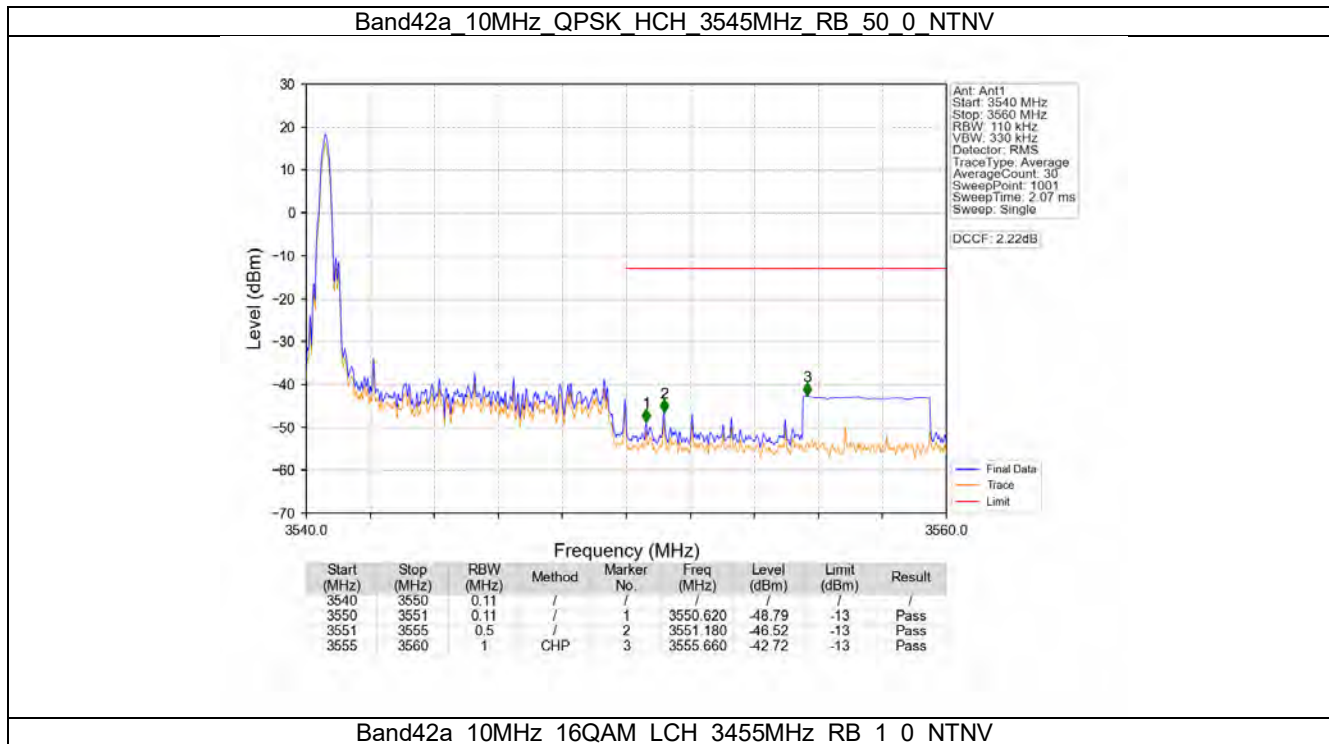 Band42a_10MHz_QPSK_HCH_3545MHz_RB_50_0_NTNV
30
20
10
0
−10
−20
−30
−40
−50
−60
−70
Level (dBm)
3540.0
3560.0
Frequency (MHz)
1
2
3
Ant: Ant1
Start: 3540 MHz
Stop: 3560 MHz
RBW: 110 kHz
VBW: 330 kHz
Detector: RMS
TraceType: Average
AverageCount: 30
SweepPoint: 1001
SweepTime: 2.07 ms
Sweep: Single
DCCF: 2.22dB
Final Data
Trace
Limit
Start (MHz) Stop (MHz) RBW (MHz) Method Marker No. Freq (MHz) Level (dBm) Limit (dBm) Result
3540 3550 0.11 / / / / / /
3550 3551 0.11 / 1 3550.620 -48.79 -13 Pass
3551 3555 0.5 / 2 3551.180 -46.52 -13 Pass
3555 3560 1 CHP 3 3555.660 -42.72 -13 Pass
Band42a_10MHz_16QAM_LCH_3455MHz_RB_1_0_NTNV